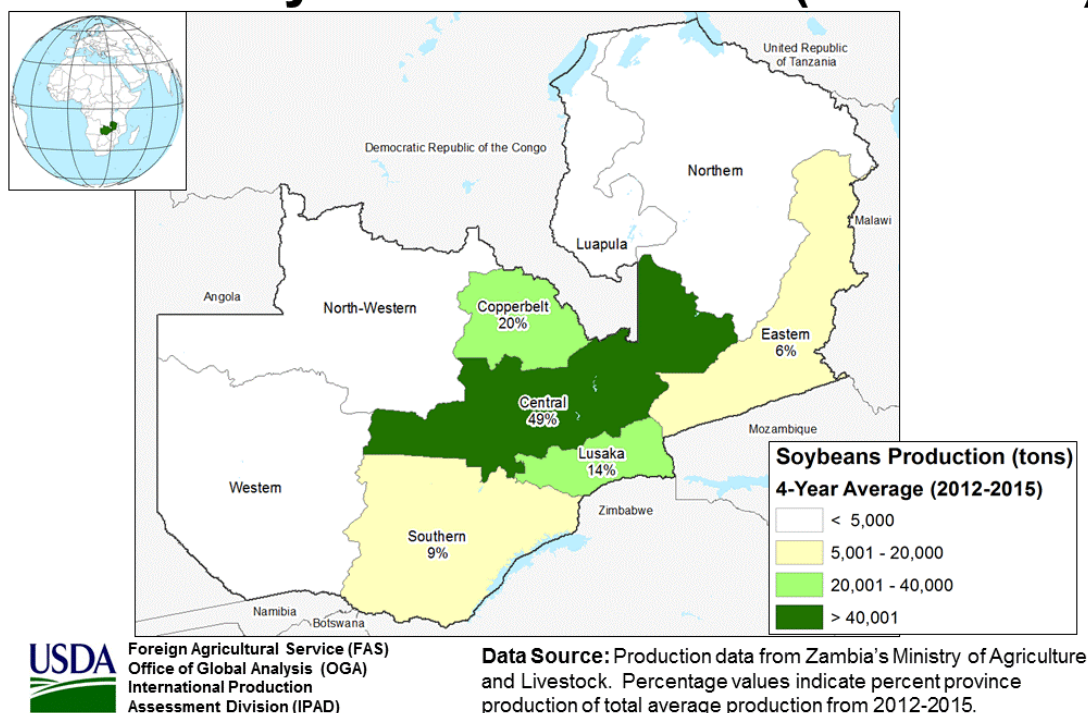 United Republic
of Tanzania
Democratic Republic of the Congo
Northern
Malawi
Luapula
Angola
North-Western
Copperbelt
20%
Eastern
6%
Central
49%
Mozambique
Lusaka
14%
Western
Zimbabwe
Southern
9%
Namibia
Botswana
Soybeans Production (tons)
4-Year Average (2012-2015)
< 5,000
5,001 - 20,000
20,001 - 40,000
> 40,001
USDA
Foreign Agricultural Service (FAS)
Office of Global Analysis (OGA)
International Production
Assessment Division (IPAD)
Data Source: Production data from Zambia's Ministry of Agriculture
and Livestock. Percentage values indicate percent province
production of total average production from 2012-2015.